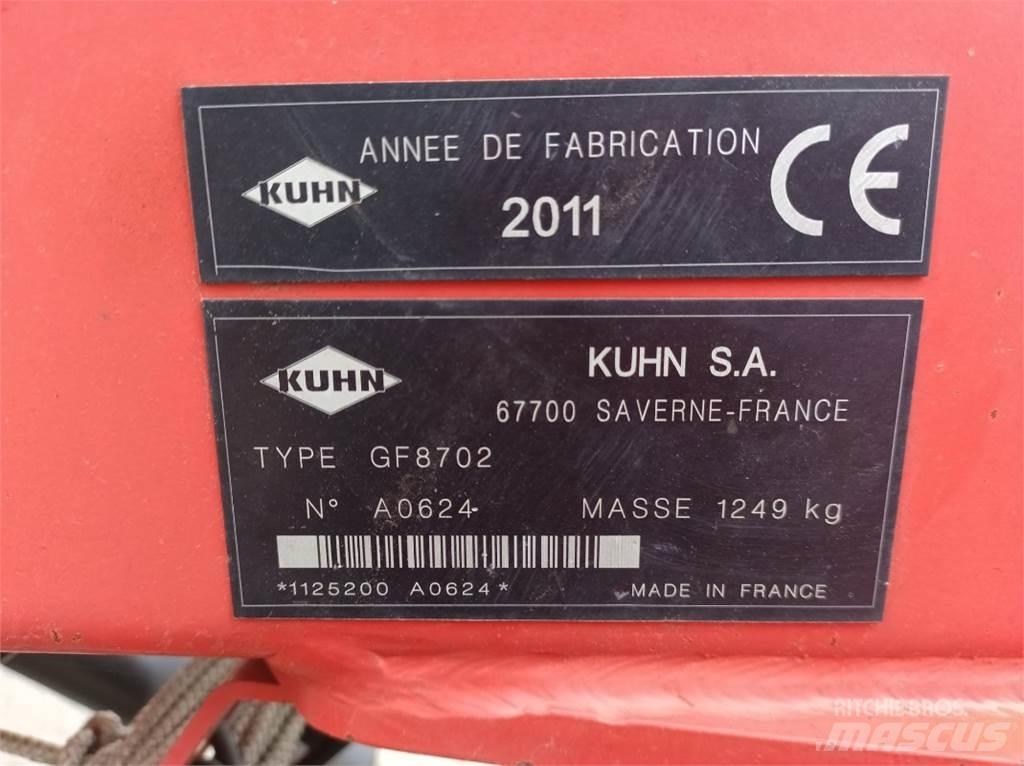 KUHN
ANNEE DE FABRICATION
2011
CE
KUHN
KUHN S.A.
67700 SAVERNE-FRANCE
TYPE GF8702
N° A0624
MASSE 1249 kg
*1125200 A0624*
MADE IN FRANCE
RITCHIE BROS.
MASCUS